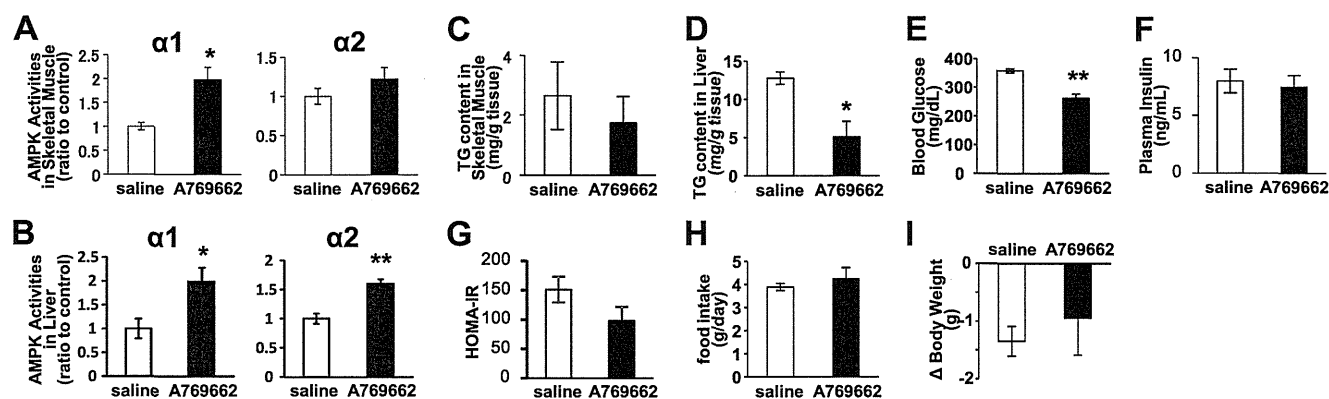 A
AMPK Activities
in Skeletal Muscle
(ratio to control)
α1
2.5
2
1.5
1
0.5
0
*
saline A769662
α2
1.5
1
0.5
0
saline A769662
C
TG content in
Skeletal Muscle
(mg/g tissue)
4
2
0
saline A769662
D
TG content in Liver
(mg/g tissue)
15
10
5
0
*
saline A769662
E
Blood Glucose
(mg/dL)
400
300
200
100
0
**
saline A769662
F
Plasma Insulin
(ng/mL)
10
5
0
saline A769662
B
AMPK Activities
in Liver
(ratio to control)
α1
2.5
2
1.5
1
0.5
0
*
saline A769662
α2
2
1.5
1
0.5
0
**
saline A769662
G
HOMA-IR
200
150
100
50
0
saline A769662
H
food intake
(g/day)
5
4
3
2
1
0
saline A769662
I
saline A769662
Δ Body Weight
(g)
0
-1
-2